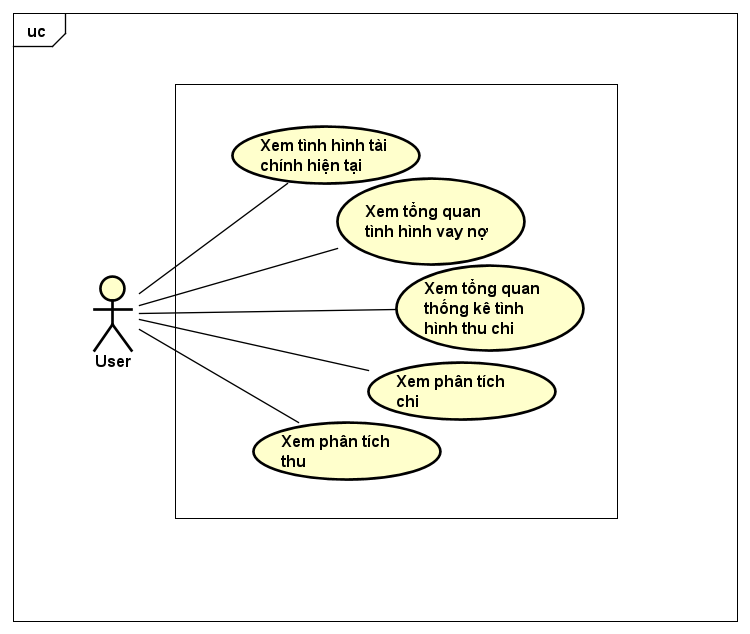 uc
Xem tình hình tài
chính hiện tại
Xem tổng quan
tình hình vay nợ
Xem tổng quan
thống kê tình
hình thu chi
User
Xem phân tích
chi
Xem phân tích
thu